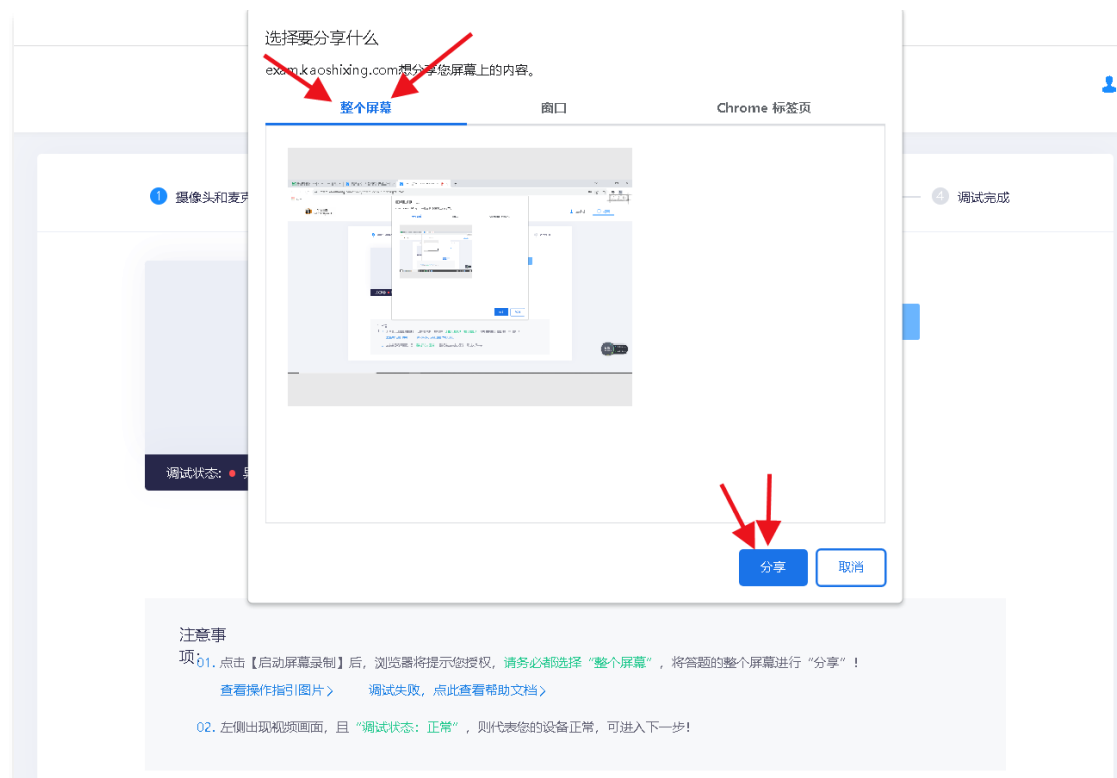 选择要分享什么
exam.kaoshixing.com想分享您屏幕上的内容。
整个屏幕 窗口 Chrome 标签页
1 摄像头和麦克
4 调试完成
调试状态:
分享 取消
注意事
项:
01. 点击【启动屏幕录制】后，浏览器将提示您授权，请务必都选择“整个屏幕”，将答题的整个屏幕进行“分享”！
查看操作指引图片> 调试失败，点此查看帮助文档>
02. 左侧出现视频画面，且“调试状态：正常”，则代表您的设备正常，可进入下一步！